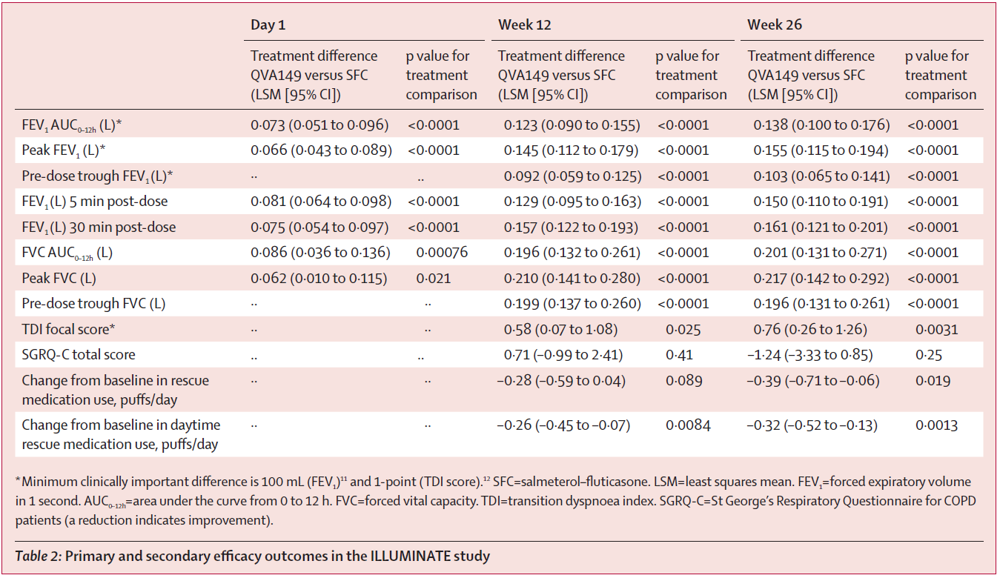 Day 1 Week 12 Week 26
Treatment difference p value for Treatment difference p value for Treatment difference p value for
QVA149 versus SFC treatment QVA149 versus SFC treatment QVA149 versus SFC treatment
(LSM [95% CI]) comparison (LSM [95% CI]) comparison (LSM [95% CI]) comparison
FEV1 AUC0–12h (L)* 0·073 (0·051 to 0·096) <0·0001 0·123 (0·090 to 0·155) <0·0001 0·138 (0·100 to 0·176) <0·0001
Peak FEV1 (L)* 0·066 (0·043 to 0·089) <0·0001 0·145 (0·112 to 0·179) <0·0001 0·155 (0·115 to 0·194) <0·0001
Pre-dose trough FEV1 (L)* ·· .. 0·092 (0·059 to 0·125) <0·0001 0·103 (0·065 to 0·141) <0·0001
FEV1 (L) 5 min post-dose 0·081 (0·064 to 0·098) <0·0001 0·129 (0·095 to 0·163) <0·0001 0·150 (0·110 to 0·191) <0·0001
FEV1 (L) 30 min post-dose 0·075 (0·054 to 0·097) <0·0001 0·157 (0·122 to 0·193) <0·0001 0·161 (0·121 to 0·201) <0·0001
FVC AUC0–12h (L) 0·086 (0·036 to 0·136) 0·00076 0·196 (0·132 to 0·261) <0·0001 0·201 (0·131 to 0·271) <0·0001
Peak FVC (L) 0·062 (0·010 to 0·115) 0·021 0·210 (0·141 to 0·280) <0·0001 0·217 (0·142 to 0·292) <0·0001
Pre-dose trough FVC (L) ·· ·· 0·199 (0·137 to 0·260) <0·0001 0·196 (0·131 to 0·261) <0·0001
TDI focal score* ·· ·· 0·58 (0·07 to 1·08) 0·025 0·76 (0·26 to 1·26) 0·0031
SGRQ-C total score .. .. 0·71 (–0·99 to 2·41) 0·41 –1·24 (–3·33 to 0·85) 0·25
Change from baseline in rescue ·· ·· –0·28 (–0·59 to 0·04) 0·089 –0·39 (–0·71 to –0·06) 0·019
medication use, puffs/day
Change from baseline in daytime ·· ·· –0·26 (–0·45 to –0·07) 0·0084 –0·32 (–0·52 to –0·13) 0·0013
rescue medication use, puffs/day
*Minimum clinically important difference is 100 mL (FEV1)11 and 1-point (TDI score).12 SFC=salmeterol–fluticasone. LSM=least squares mean. FEV1=forced expiratory volume
in 1 second. AUC0–12h=area under the curve from 0 to 12 h. FVC=forced vital capacity. TDI=transition dyspnoea index. SGRQ-C=St George’s Respiratory Questionnaire for COPD
patients (a reduction indicates improvement).
Table 2: Primary and secondary efficacy outcomes in the ILLUMINATE study